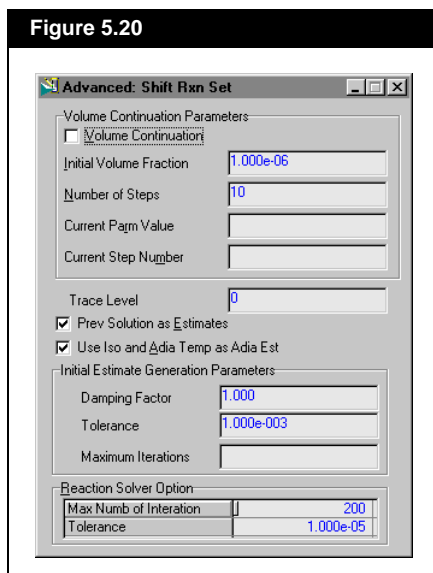 Figure 5.20
Advanced: Shift Rxn Set
Volume Continuation Parameters
Volume Continuation
Initial Volume Fraction 1.000e-06
Number of Steps 10
Current Parm Value
Current Step Number
Trace Level 0
Prev Solution as Estimates
Use Iso and Adia Temp as Adia Est
Initial Estimate Generation Parameters
Damping Factor 1.000
Tolerance 1.000e-003
Maximum Iterations
Reaction Solver Option
Max Numb of Interation 200
Tolerance 1.000e-05